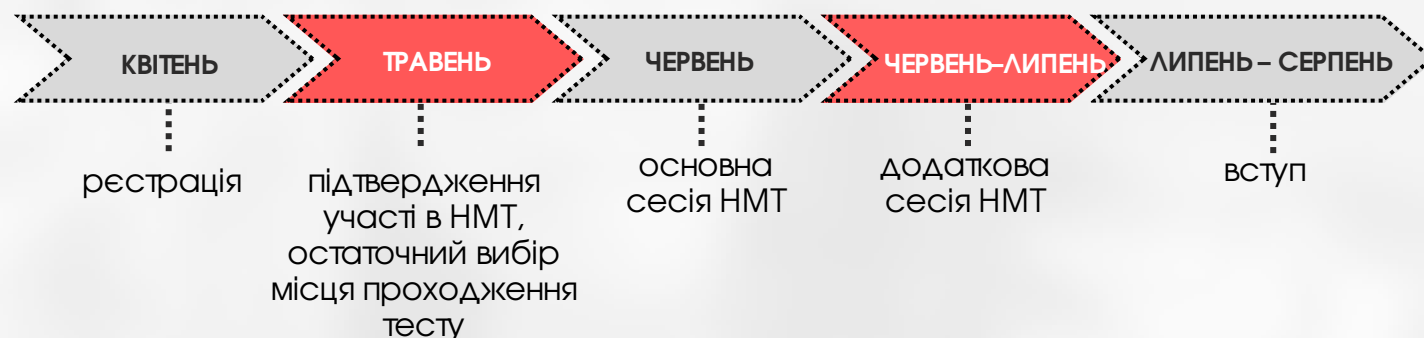 КВІТЕНЬ
ТРАВЕНЬ
ЧЕРВЕНЬ
ЧЕРВЕНЬ–ЛИПЕНЬ
ЛИПЕНЬ – СЕРПЕНЬ
рєстрація
підтвердження
участі в НМТ,
остаточний вибір
місця проходження
тесту
основна
сесія НМТ
додаткова
сесія НМТ
вступ